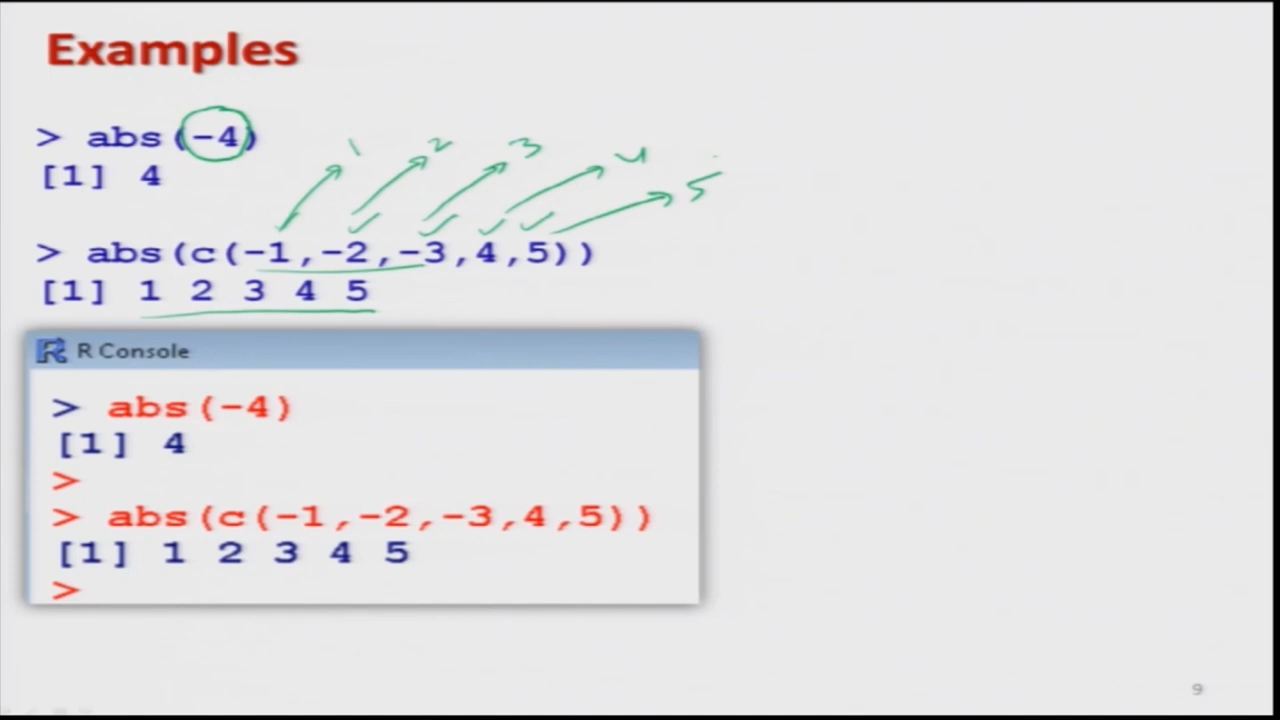 Examples
> abs(-4)
[1] 4
1 2 3 4 5
> abs(c(-1,-2,-3,4,5))
[1] 1 2 3 4 5
R R Console
> abs(-4)
[1] 4
>
> abs(c(-1,-2,-3,4,5))
[1] 1 2 3 4 5
>
9